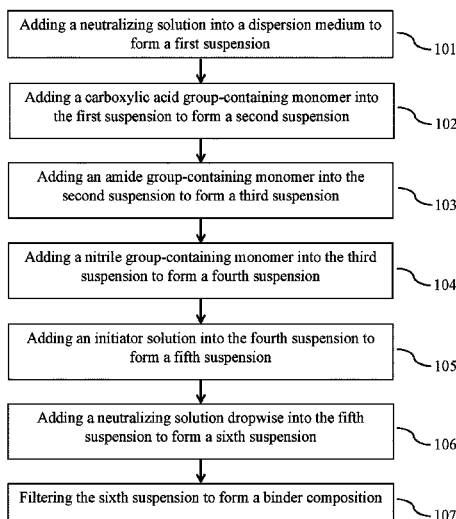 Adding a neutralizing solution into a dispersion medium to
form a first suspension
101
Adding a carboxylic acid group-containing monomer into
the first suspension to form a second suspension
102
Adding an amide group-containing monomer into the
second suspension to form a third suspension
103
Adding a nitrile group-containing monomer into the third
suspension to form a fourth suspension
104
Adding an initiator solution into the fourth suspension to
form a fifth suspension
105
Adding a neutralizing solution dropwise into the fifth
suspension to form a sixth suspension
106
Filtering the sixth suspension to form a binder composition
107